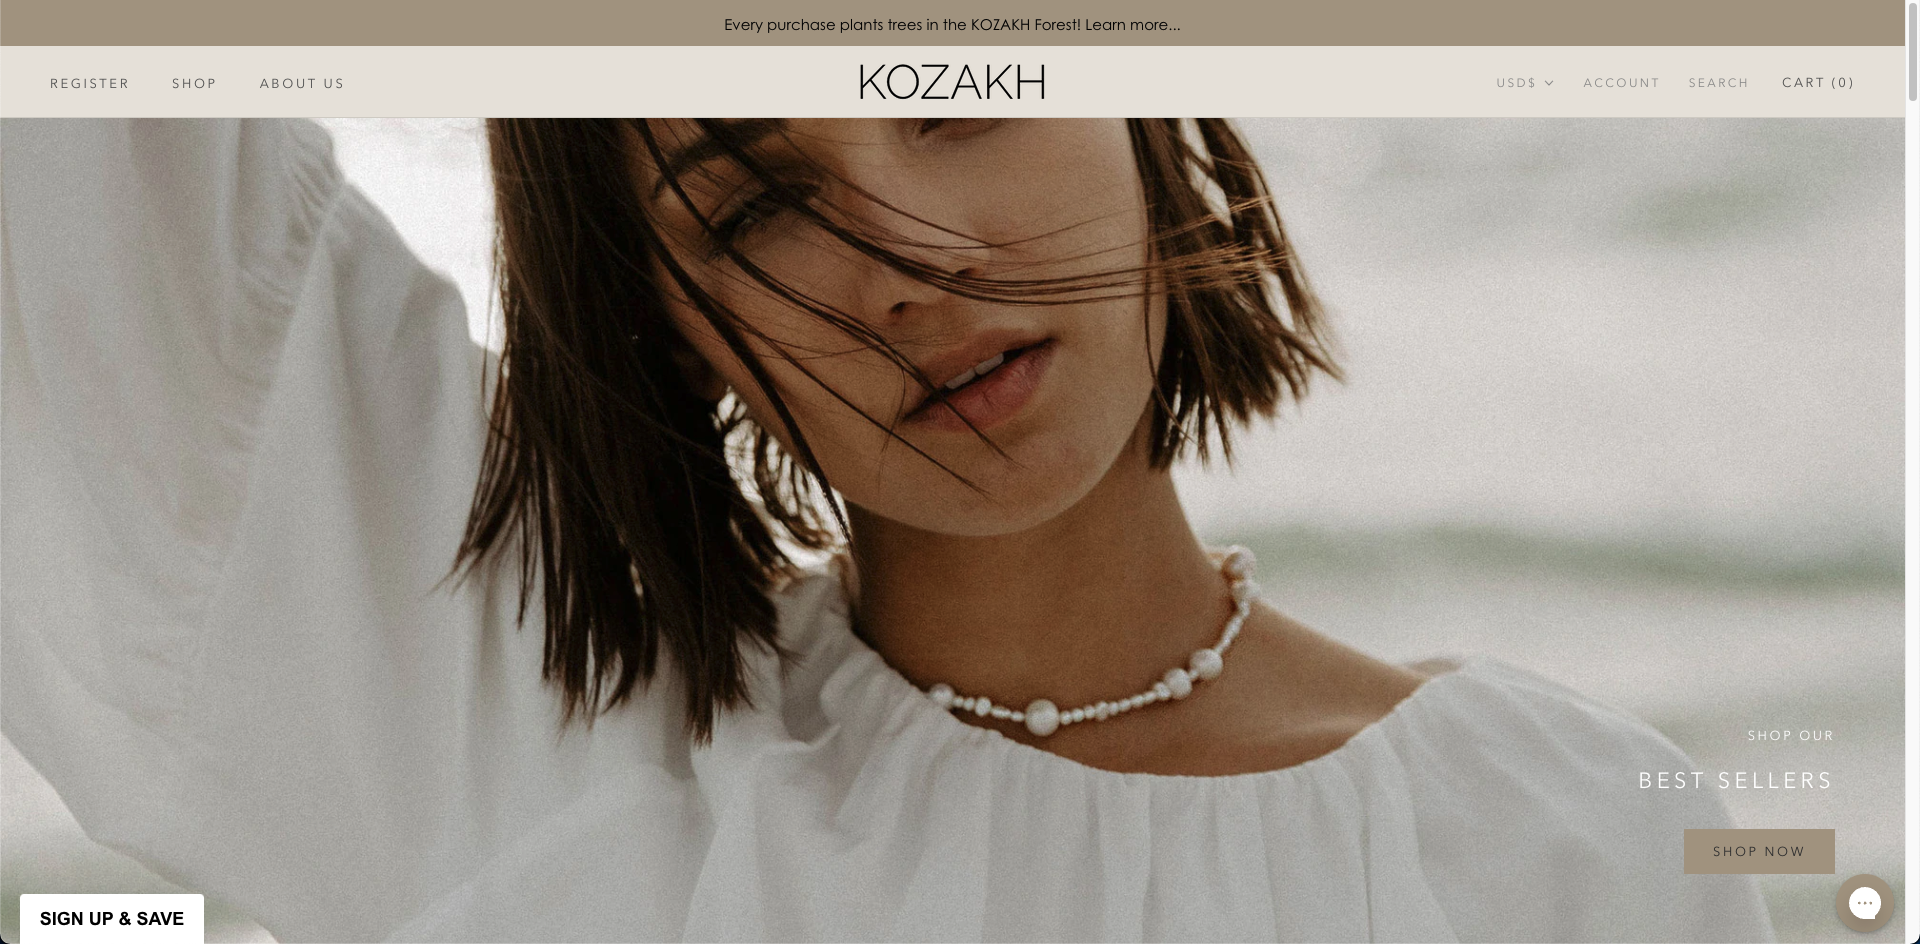 Every purchase plants trees in the KOZAKH Forest! Learn more...
REGISTER SHOP ABOUT US KOZAKH USD$ ACCOUNT SEARCH CART (0)
SHOP OUR
BEST SELLERS
SHOP NOW
SIGN UP & SAVE